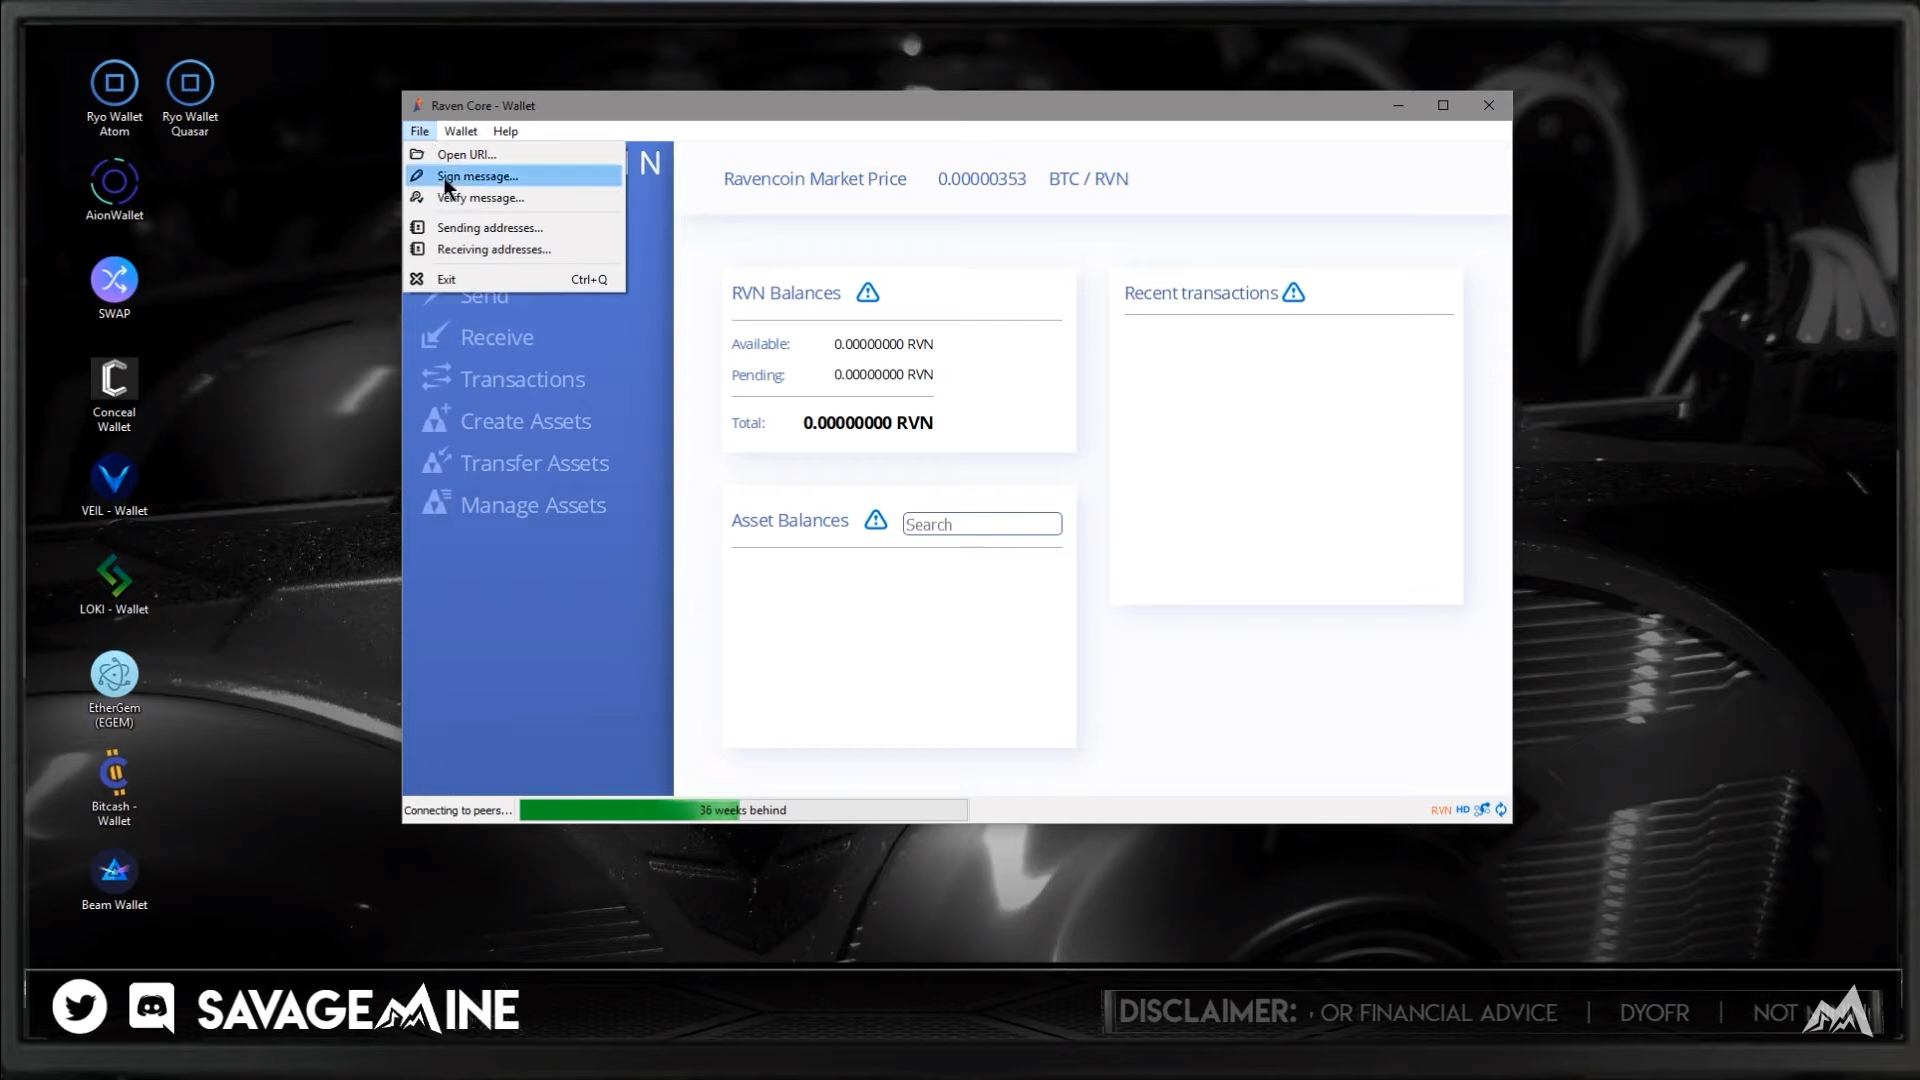 Ryo Wallet
Atom
Ryo Wallet
Quasar
AionWallet
SWAP
Conceal
Wallet
VEIL - Wallet
LOKI - Wallet
EtherGem
(EGEM)
Bitcash -
Wallet
Beam Wallet
Raven Core - Wallet
File Wallet Help
Open URI...
Sign message...
Verify message...
Sending addresses...
Receiving addresses...
Exit Ctrl+Q
N
Send
Receive
Transactions
Create Assets
Transfer Assets
Manage Assets
Ravencoin Market Price 0.00000353 BTC / RVN
RVN Balances
Available: 0.00000000 RVN
Pending: 0.00000000 RVN
Total: 0.00000000 RVN
Asset Balances Search
Recent transactions
Connecting to peers... 36 weeks behind
RVN HD
SAVAGEMINE
DISCLAIMER: OR FINANCIAL ADVICE | DYOFR | NOT